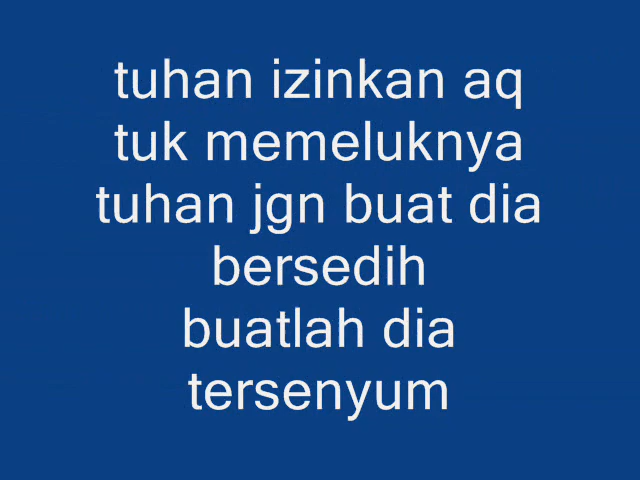 tuhan izinkan aq
tuk memeluknya
tuhan jgn buat dia
bersedih
buatlah dia
tersenyum